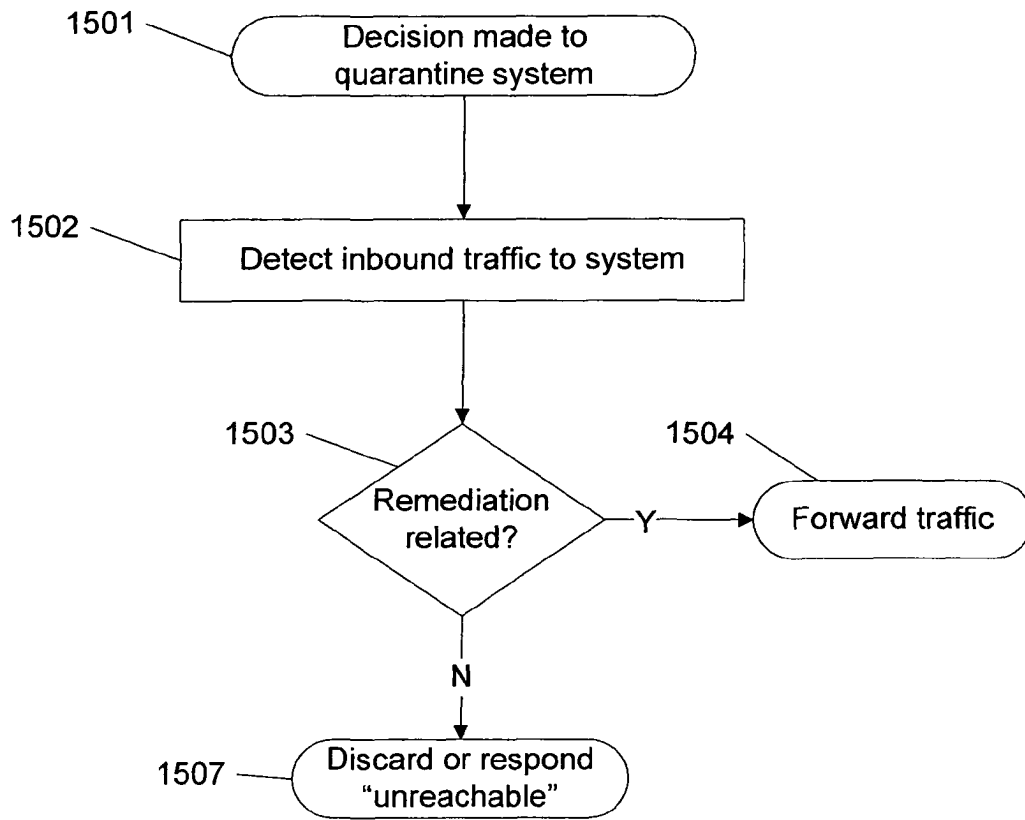 1501
Decision made to
quarantine system
1502
Detect inbound traffic to system
1503
Remediation
related?
Y
1504
Forward traffic
N
1507
Discard or respond
“unreachable”